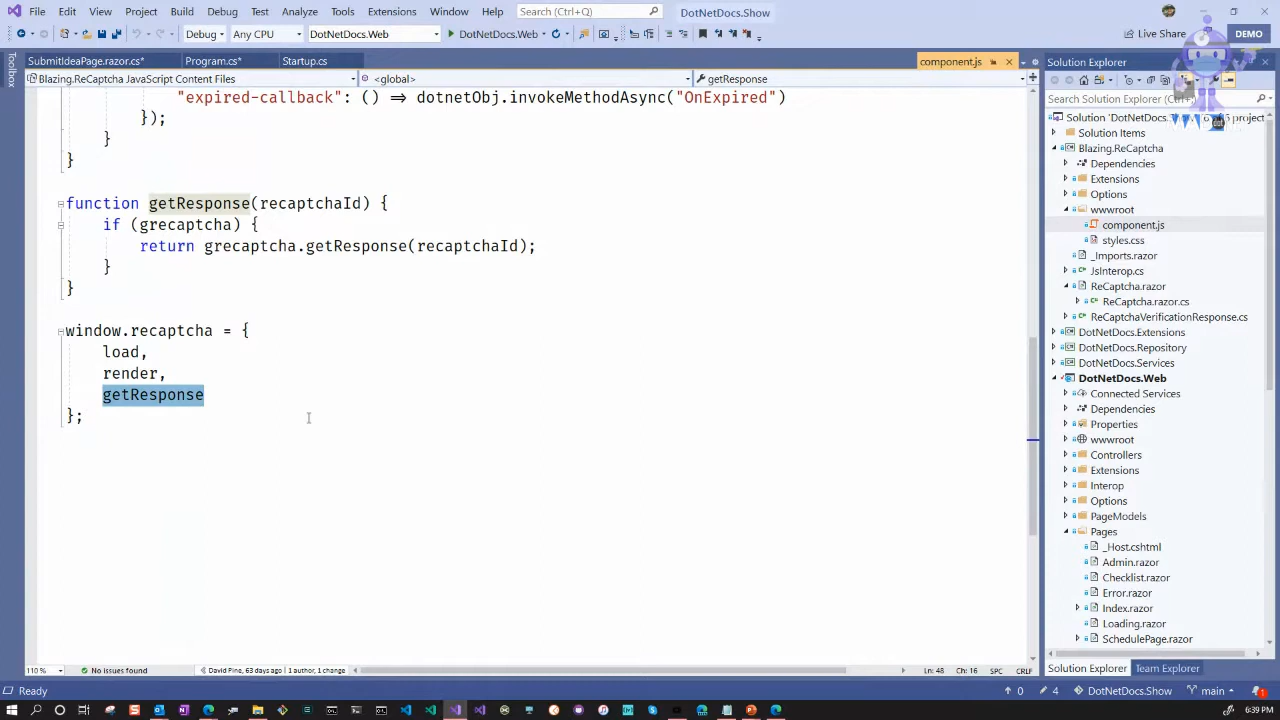 File Edit View Git Project Build Debug Test Analyze Tools Extensions Window Help Search (Ctrl+Q) DotNetDocs.Show
Debug Any CPU DotNetDocs.Web DotNetDocs.Web Live Share DEMO
Toolbox
SubmitIdeaPage.razor.cs* Program.cs* Startup.cs component.js
Blazing.ReCaptcha JavaScript Content Files <global> getResponse
"expired-callback": () => dotnetObj.invokeMethodAsync("OnExpired")
});
}
}
function getResponse(recaptchaId) {
if (grecaptcha) {
return grecaptcha.getResponse(recaptchaId);
}
}
window.recaptcha = {
load,
render,
getResponse
};
110 % No issues found David Pine, 63 days ago 1 author, 1 change Ln: 48 Ch: 16 SPC CRLF
Solution Explorer
Search Solution Explorer (Ctrl+;)
Solution 'DotNetDocs.Show' project
Solution Items
Blazing.ReCaptcha
Dependencies
Extensions
Options
wwwroot
component.js
styles.css
_Imports.razor
JsInterop.cs
ReCaptcha.razor
ReCaptcha.razor.cs
ReCaptchaVerificationResponse.cs
DotNetDocs.Extensions
DotNetDocs.Repository
DotNetDocs.Services
DotNetDocs.Web
Connected Services
Dependencies
Properties
wwwroot
Controllers
Extensions
Interop
Options
PageModels
Pages
_Host.cshtml
Admin.razor
Checklist.razor
Error.razor
Index.razor
Loading.razor
SchedulePage.razor
Solution Explorer Team Explorer
Ready 0 4 DotNetDocs.Show main 1
6:39 PM